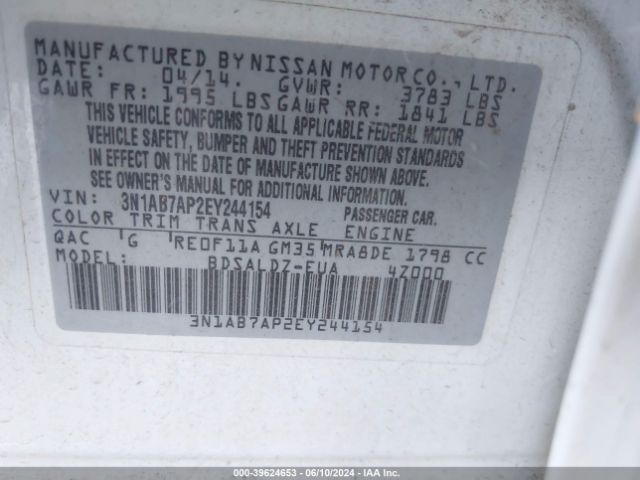 MANUFACTURED BY NISSAN MOTOR CO., LTD.
DATE: 04/14. GVWR: 3783 LBS
GAWR FR: 1995 LBS GAWR RR: 1841 LBS
THIS VEHICLE CONFORMS TO ALL APPLICABLE FEDERAL MOTOR
VEHICLE SAFETY, BUMPER AND THEFT PREVENTION STANDARDS
IN EFFECT ON THE DATE OF MANUFACTURE SHOWN ABOVE.
SEE OWNER'S MANUAL FOR ADDITIONAL INFORMATION.
VIN: 3N1AB7AP2EY244154 PASSENGER CAR.
COLOR TRIM TRANS AXLE ENGINE
QAC G RE0F11A GM35 MRA8DE 1798 CC
MODEL: BDSALDZ-EUA 4Z000
3N1AB7AP2EY244154
000-39624653 - 06/10/2024 - IAA Inc.